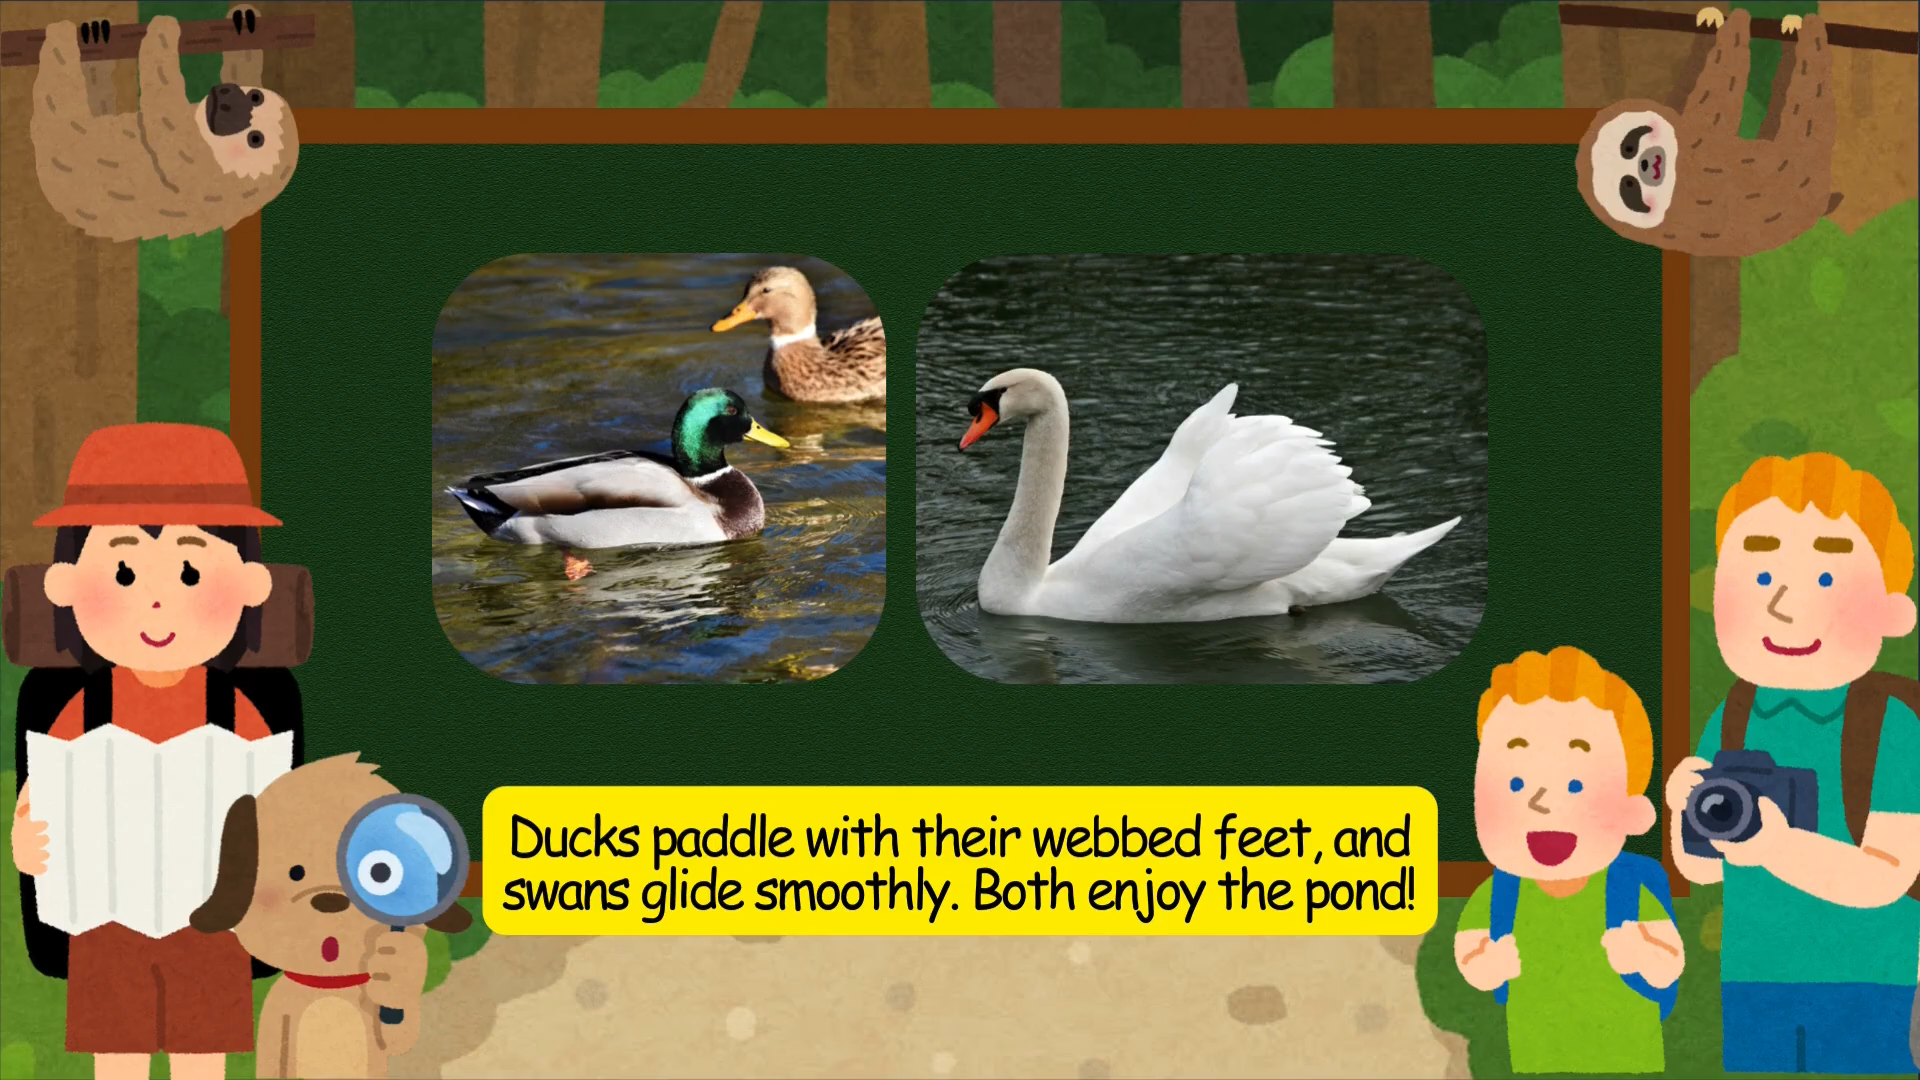 Ducks paddle with their webbed feet, and
swans glide smoothly. Both enjoy the pond!